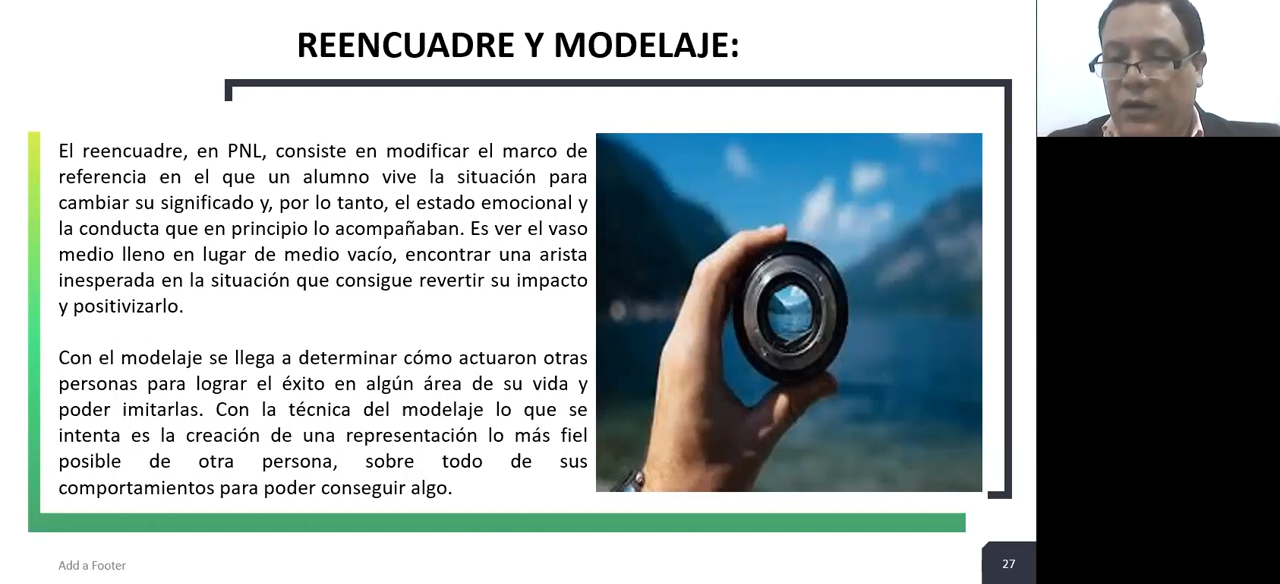 REENCUADRE Y MODELAJE:
El reencuadre, en PNL, consiste en modificar el marco de
referencia en el que un alumno vive la situación para
cambiar su significado y, por lo tanto, el estado emocional y
la conducta que en principio lo acompañaban. Es ver el vaso
medio lleno en lugar de medio vacío, encontrar una arista
inesperada en la situación que consigue revertir su impacto
y positivizarlo.
Con el modelaje se llega a determinar cómo actuaron otras
personas para lograr el éxito en algún área de su vida y
poder imitarlas. Con la técnica del modelaje lo que se
intenta es la creación de una representación lo más fiel
posible de otra persona, sobre todo de sus
comportamientos para poder conseguir algo.
Add a Footer
27